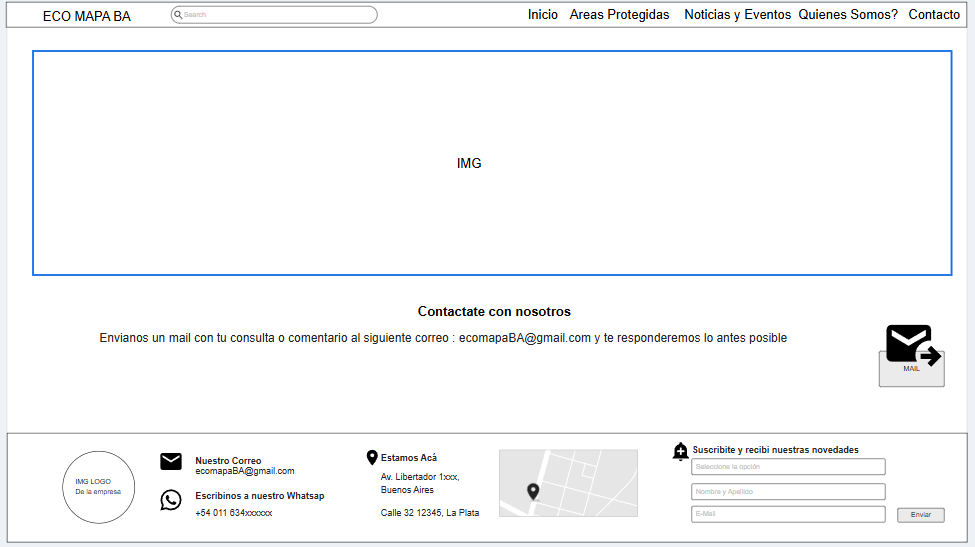 ECO MAPA BA
Search
Inicio
Areas Protegidas
Noticias y Eventos
Quienes Somos?
Contacto
IMG
Contactate con nosotros
Envianos un mail con tu consulta o comentario al siguiente correo : ecomapaBA@gmail.com y te responderemos lo antes posible
MAIL
IMG LOGO
De la empresa
Nuestro Correo
ecomapaBA@gmail.com
Escribinos a nuestro Whatsap
+54 011 634xxxxxx
Estamos Acá
Av. Libertador 1xxx,
Buenos Aires
Calle 32 12345, La Plata
Suscribite y recibí nuestras novedades
Seleccione la opción
Nombre y Apellido
E-Mail
Enviar